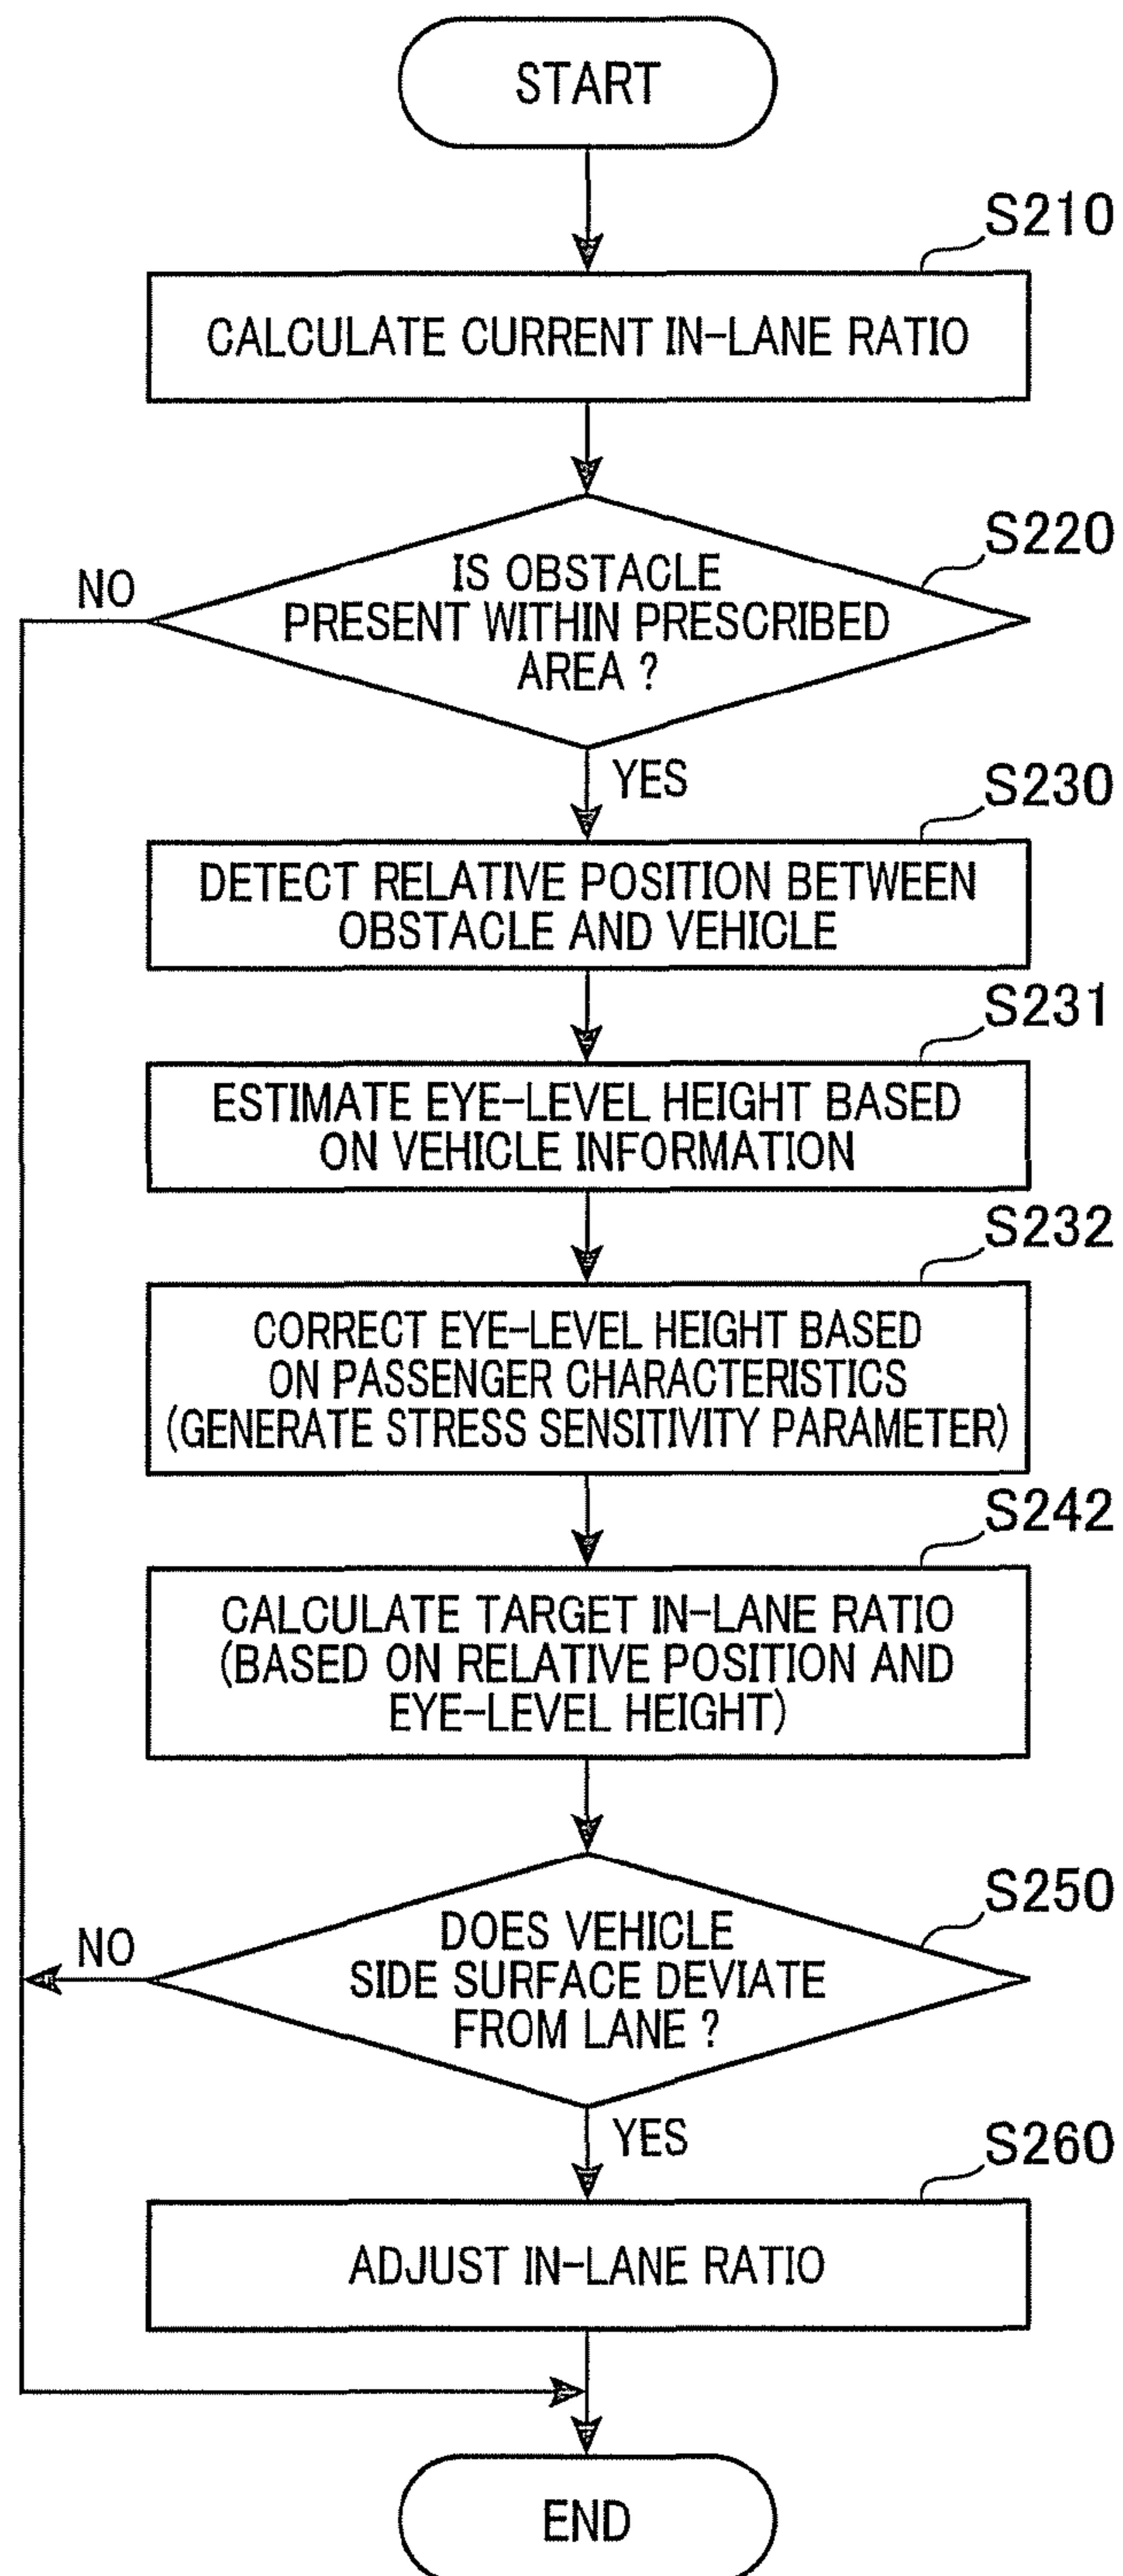 START
S210
CALCULATE CURRENT IN-LANE RATIO
S220
NO
IS OBSTACLE
PRESENT WITHIN PRESCRIBED
AREA ?
YES
S230
DETECT RELATIVE POSITION BETWEEN
OBSTACLE AND VEHICLE
S231
ESTIMATE EYE-LEVEL HEIGHT BASED
ON VEHICLE INFORMATION
S232
CORRECT EYE-LEVEL HEIGHT BASED
ON PASSENGER CHARACTERISTICS
(GENERATE STRESS SENSITIVITY PARAMETER)
S242
CALCULATE TARGET IN-LANE RATIO
(BASED ON RELATIVE POSITION AND
EYE-LEVEL HEIGHT)
S250
NO
DOES VEHICLE
SIDE SURFACE DEVIATE
FROM LANE ?
YES
S260
ADJUST IN-LANE RATIO
END